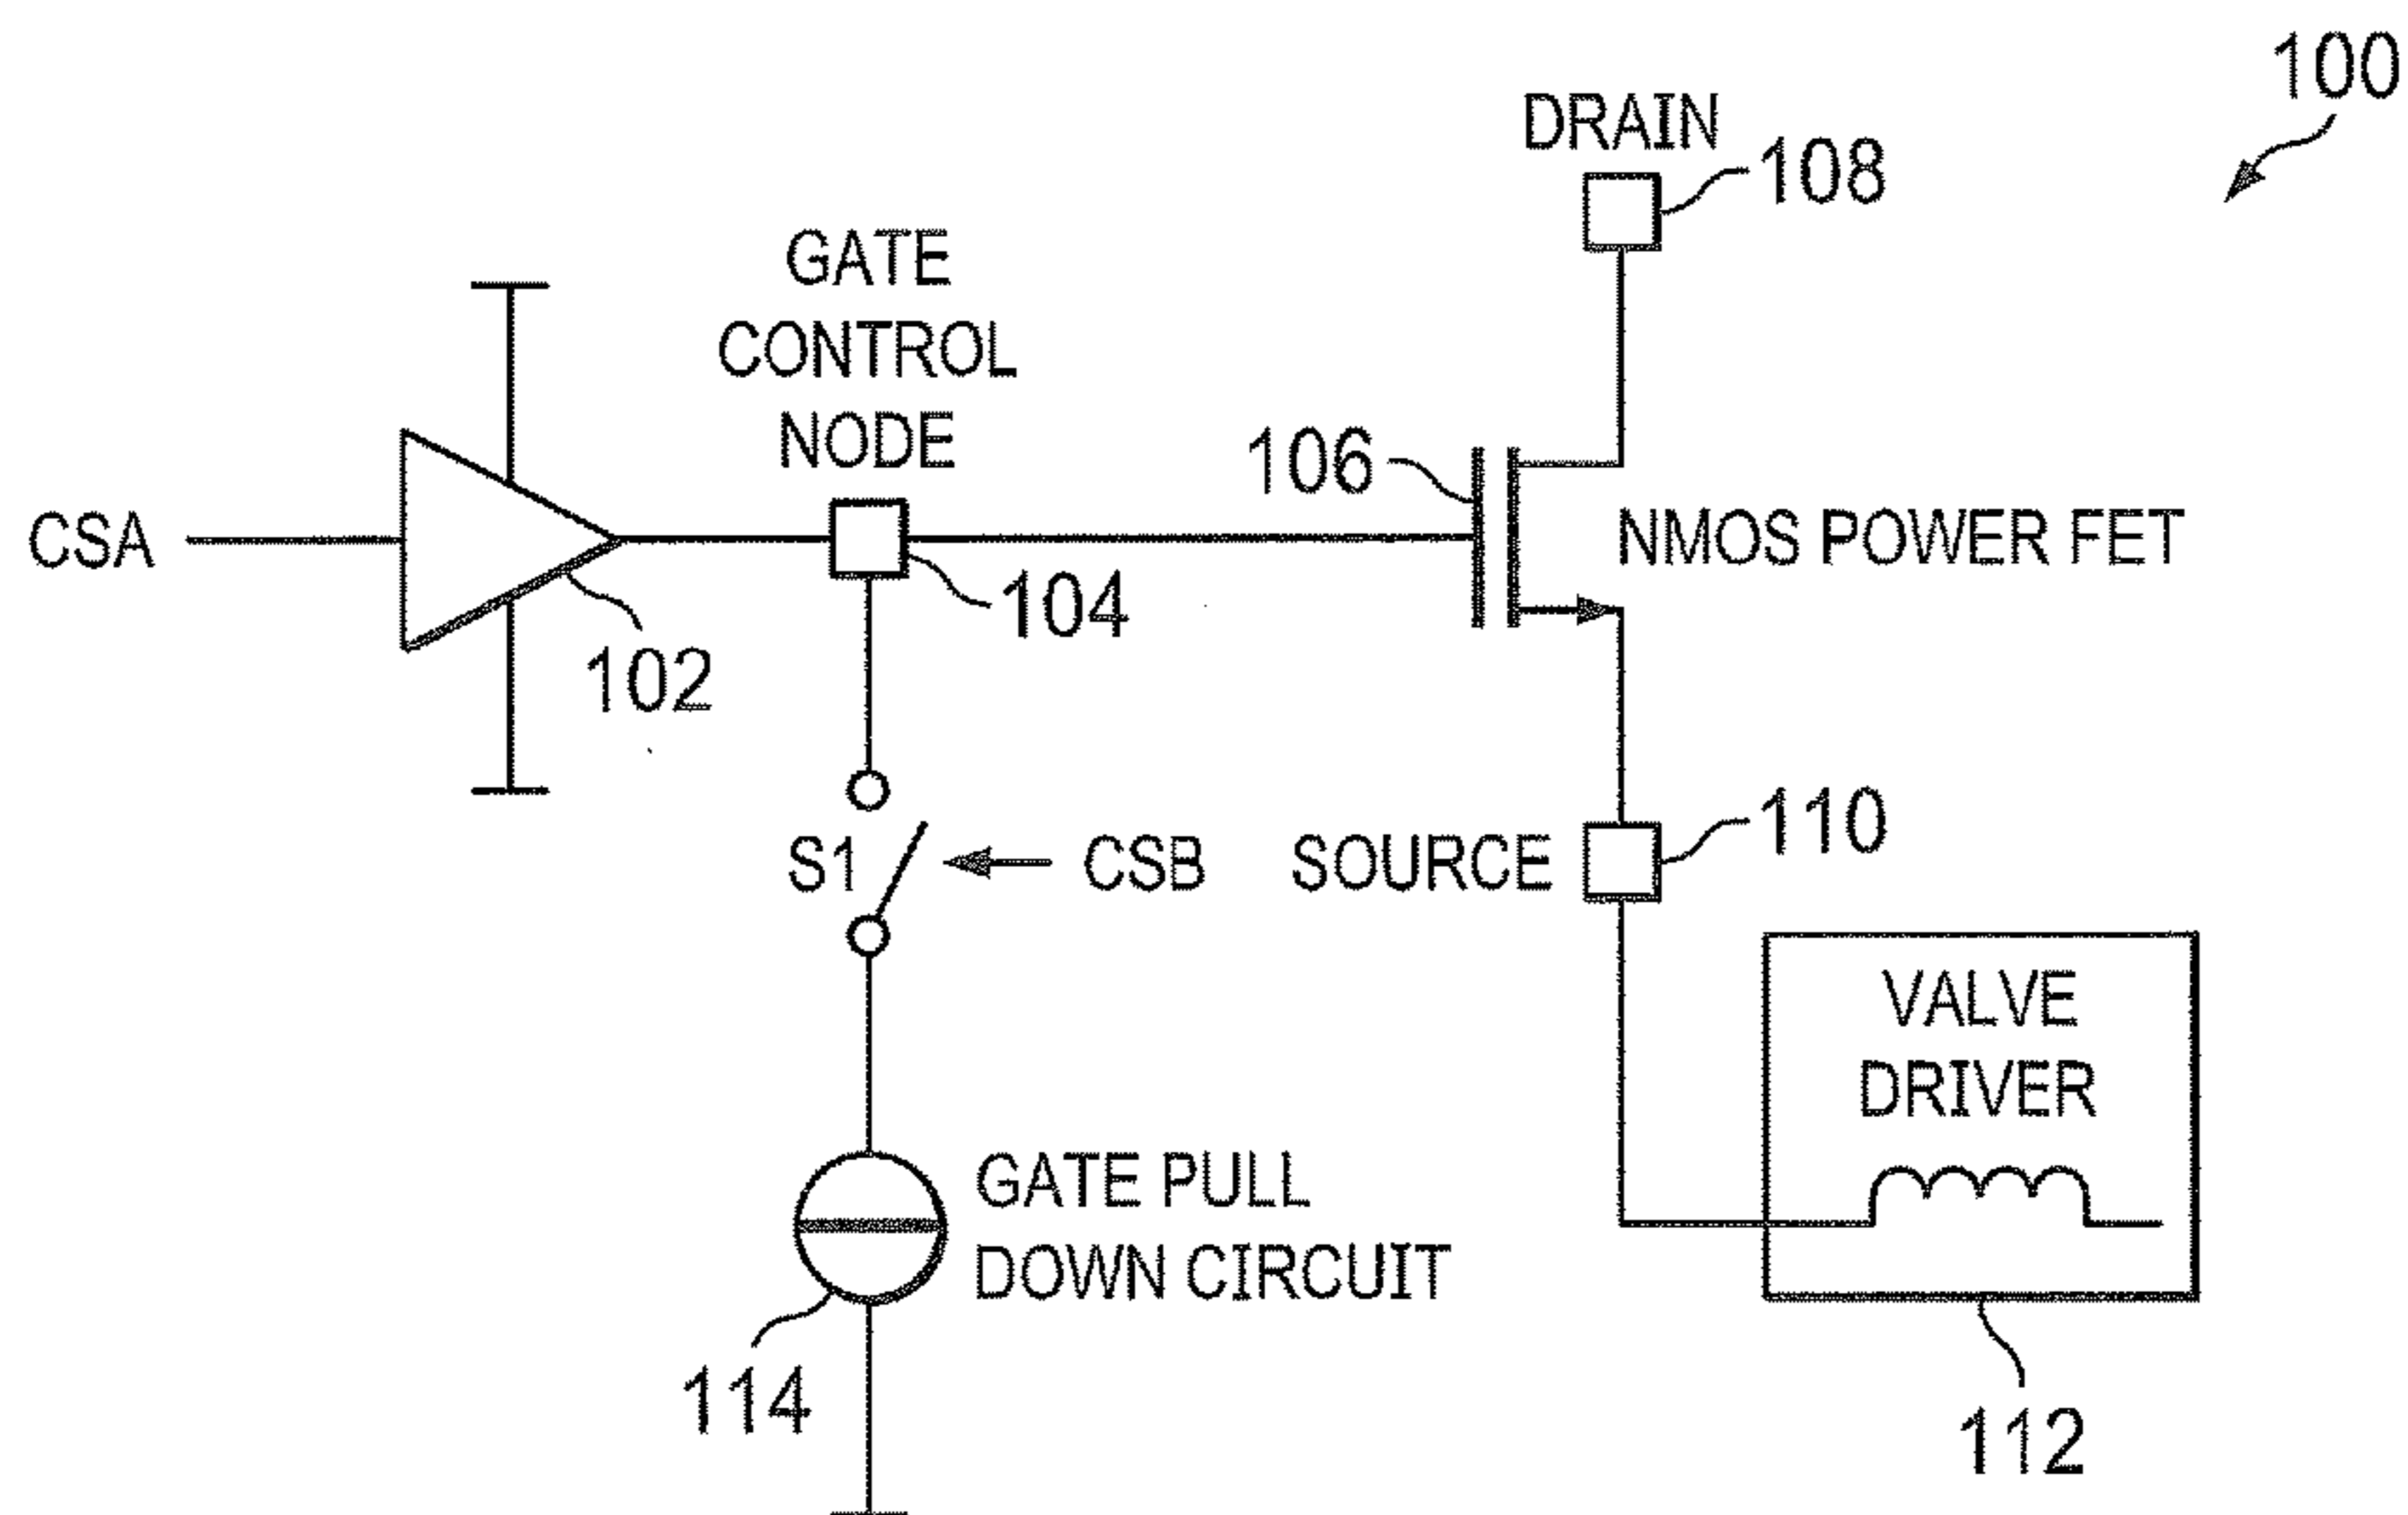 100
DRAIN
108
GATE
CONTROL
NODE
106
CSA
NMOS POWER FET
104
102
110
S1
CSB
SOURCE
VALVE
DRIVER
GATE PULL
DOWN CIRCUIT
114
112